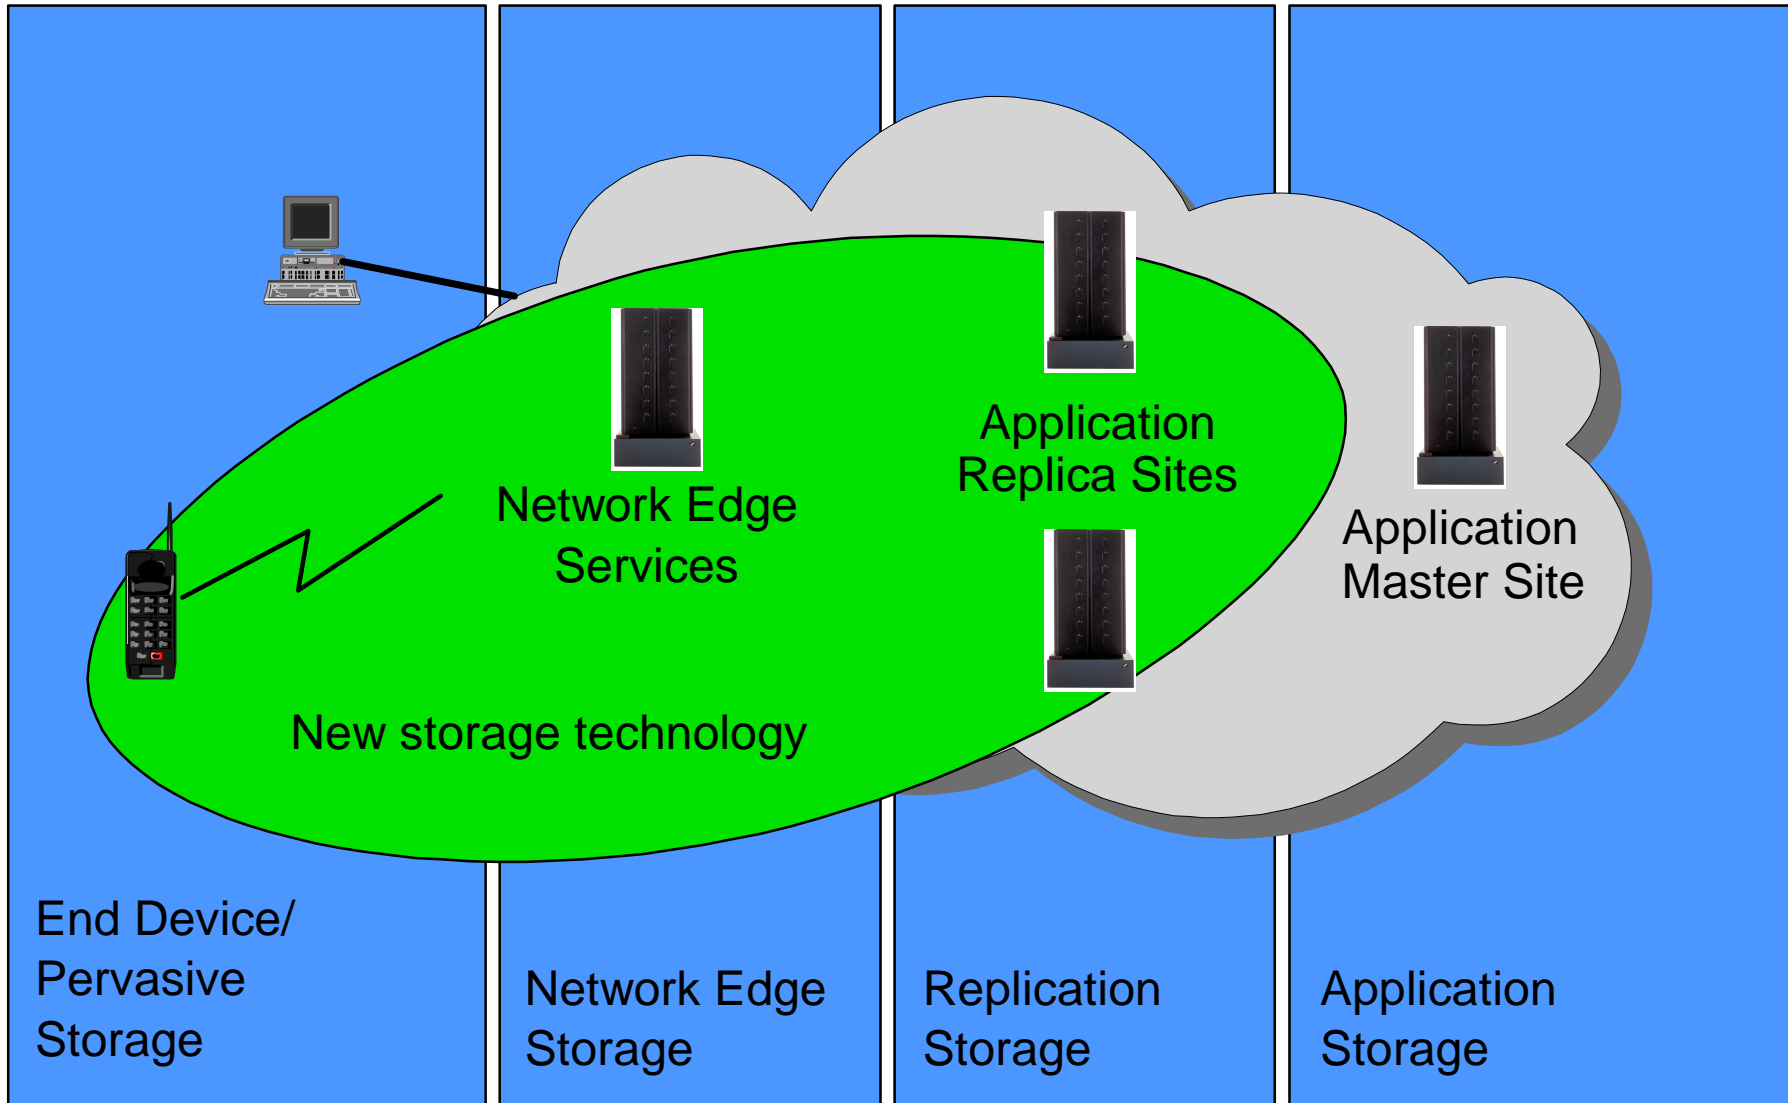 Application
Replica Sites
Network Edge
Services
Application
Master Site
New storage technology
End Device/
Pervasive
Storage
Network Edge
Storage
Replication
Storage
Application
Storage